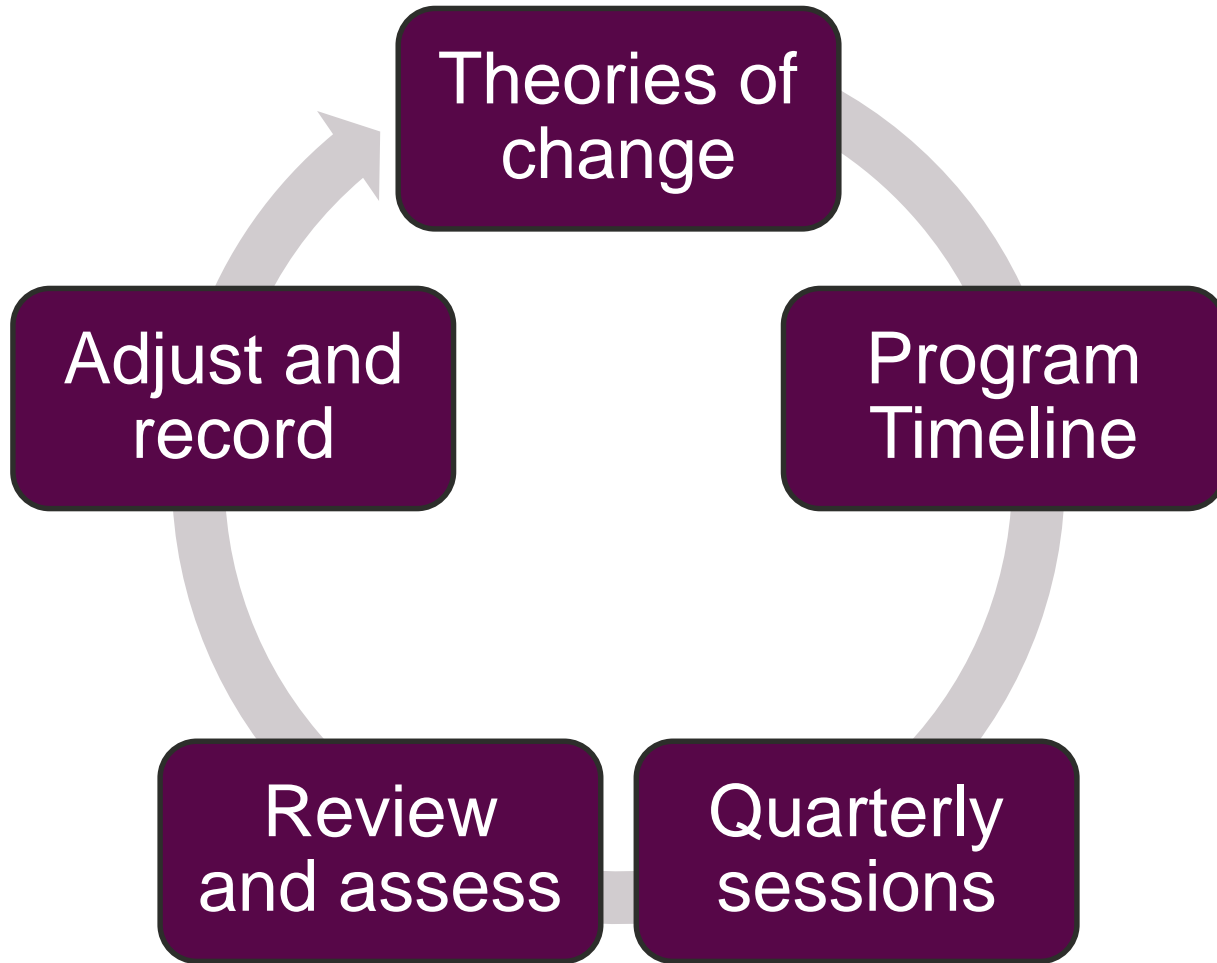 Theories of
change
Program
Timeline
Quarterly
sessions
Review
and assess
Adjust and
record